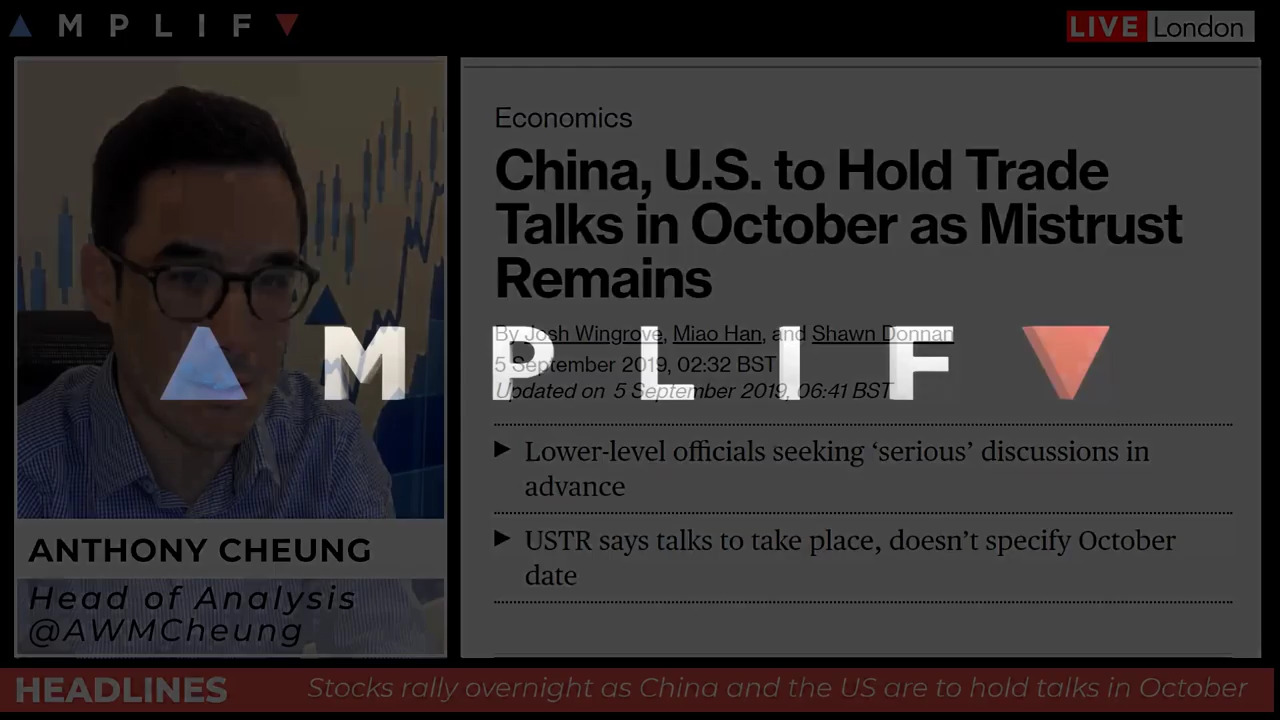 MPLIF
LIVE London
Economics
China, U.S. to Hold Trade
Talks in October as Mistrust
Remains
By Josh Wingrove, Miao Han, and Shawn Donnan
5 September 2019, 02:32 BST
Updated on 5 September 2019, 06:41 BST
MPLIF
Lower-level officials seeking ‘serious’ discussions in
advance
USTR says talks to take place, doesn’t specify October
date
ANTHONY CHEUNG
Head of Analysis
@AWMCheung
HEADLINES Stocks rally overnight as China and the US are to hold talks in October